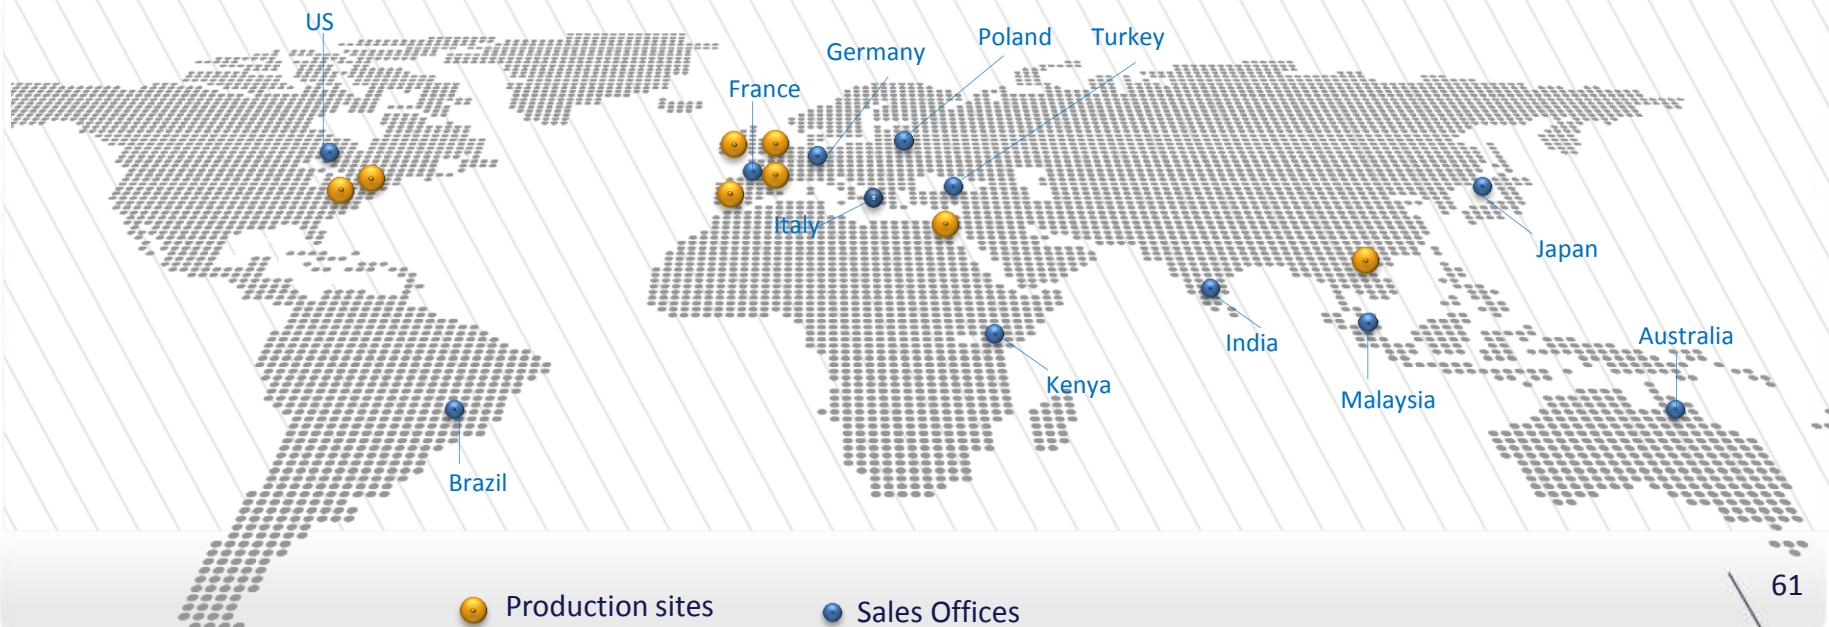 US
Poland
Turkey
Germany
France
Italy
Japan
India
Australia
Kenya
Malaysia
Brazil
61
Production sites
Sales Offices